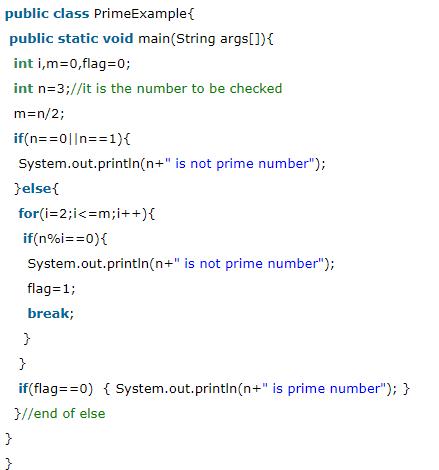 public class PrimeExample{
public static void main(String args[]){
int i,m=0,flag=0;
int n=3;//it is the number to be checked
m=n/2;
if(n==0||n==1){
System.out.println(n+" is not prime number");
}else{
for(i=2;i<=m;i++){
if(n%i==0){
System.out.println(n+" is not prime number");
flag=1;
break;
}
}
if(flag==0)  { System.out.println(n+" is prime number"); }
}//end of else
}
}